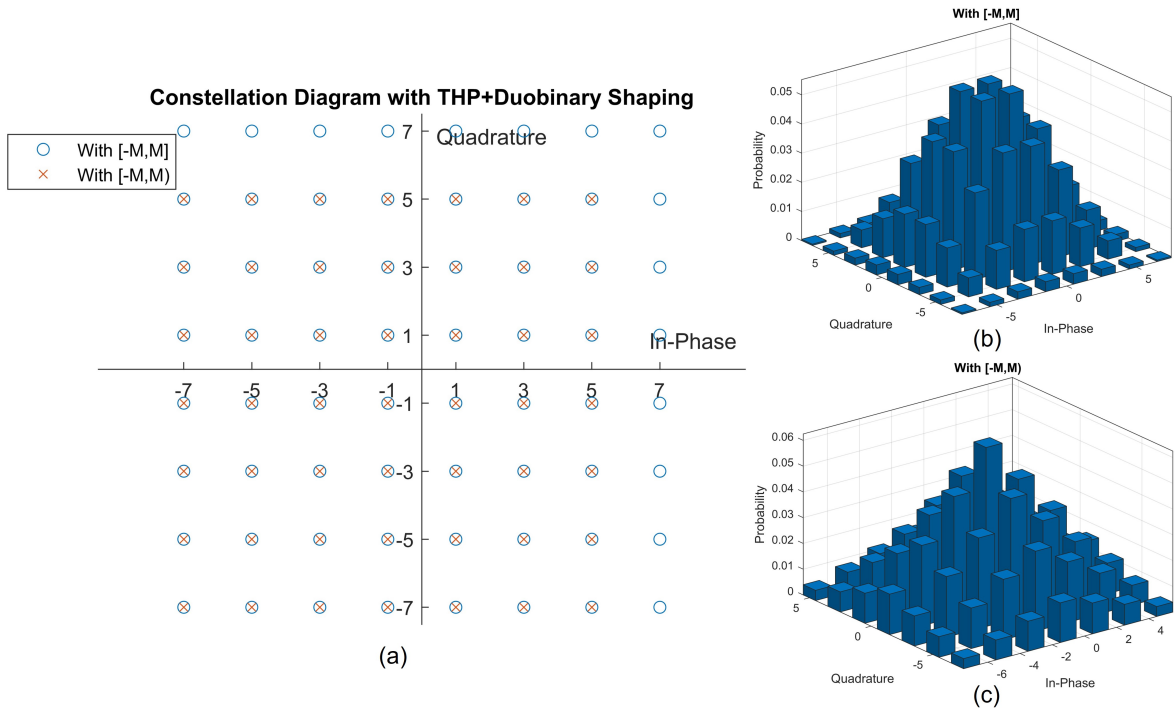 Constellation Diagram with THP+Duobinary Shaping
With [-M,M]
With [-M,M)
Quadrature
In-Phase
7
5
3
1
-7 -5 -3 -1 1 3 5 7
-1
-3
-5
-7
(a)
With [-M,M]
Probability
0.05
0.04
0.03
0.02
0.01
0
5
0
-5
Quadrature
-5
0
5
In-Phase
(b)
With [-M,M)
Probability
0.06
0.05
0.04
0.03
0.02
0.01
0
5
0
-5
Quadrature
-6
-4
-2
0
2
4
In-Phase
(c)